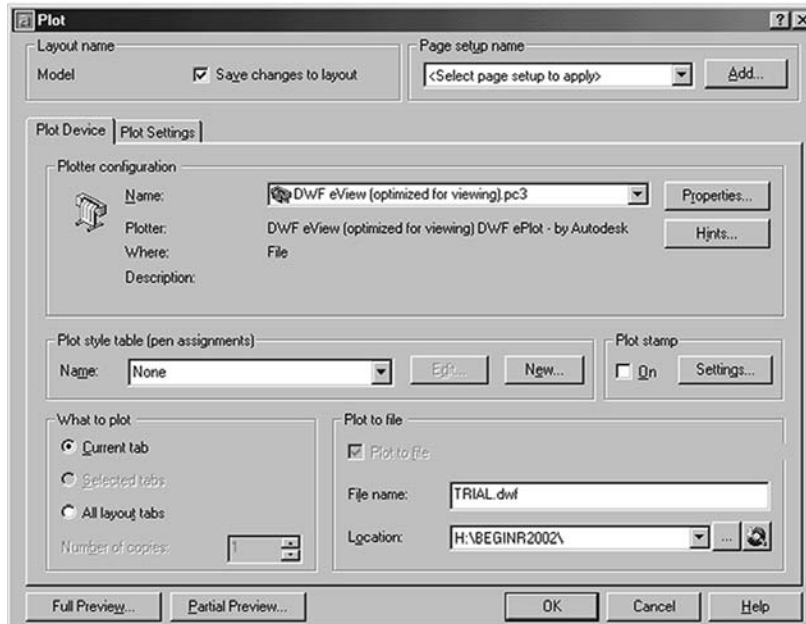 Plot
Layout name
Model
Save changes to layout
Page setup name
<Select page setup to apply>
Add...
Plot Device
Plot Settings
Plotter configuration
Name:
DWF eView (optimized for viewing).pc3
Properties...
Plotter:
DWF eView (optimized for viewing) DWF ePlot - by Autodesk
Hints...
Where:
File
Description:
Plot style table (pen assignments)
Name:
None
Edit...
New...
Plot stamp
On
Settings...
What to plot
Current tab
Selected tabs
All layout tabs
Number of copies:
1
Plot to file
Plot to file
File name:
TRIAL.dwf
Location:
H:\BEGINR2002\
...
Full Preview...
Partial Preview...
OK
Cancel
Help